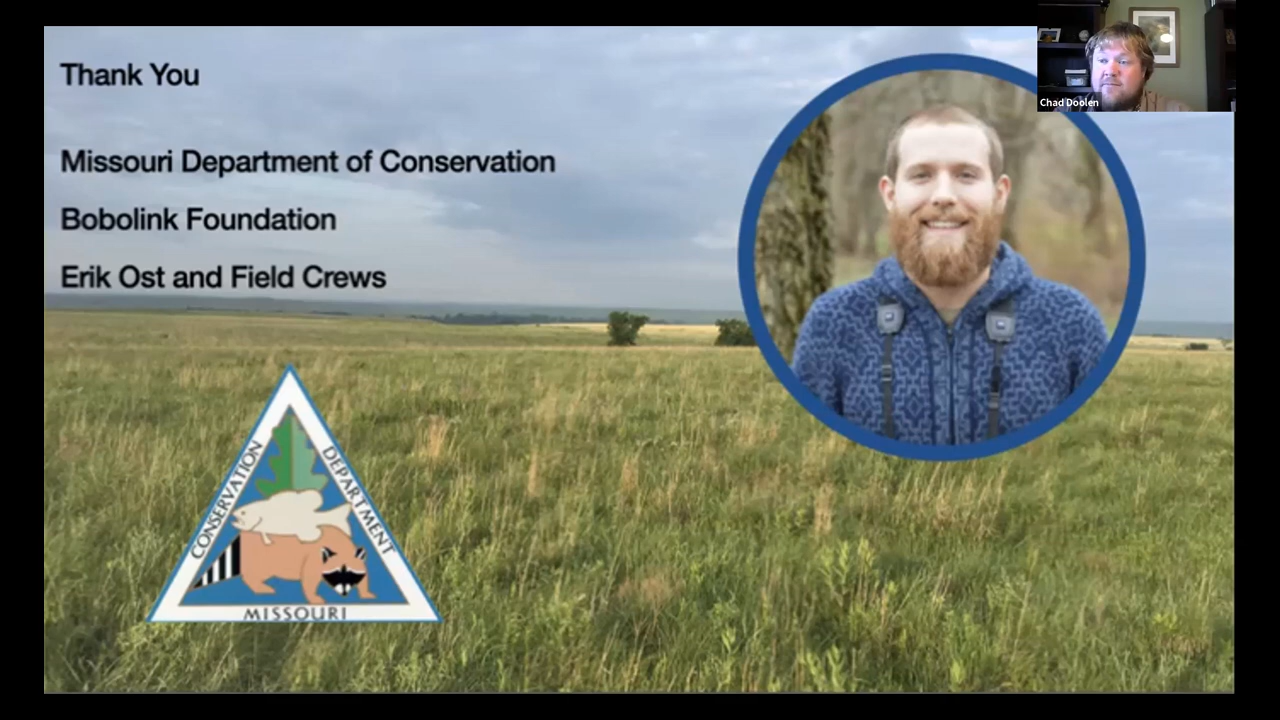 Thank You
Missouri Department of Conservation
Bobolink Foundation
Erik Ost and Field Crews
Chad Doolen
CONSERVATION
DEPARTMENT
MISSOURI